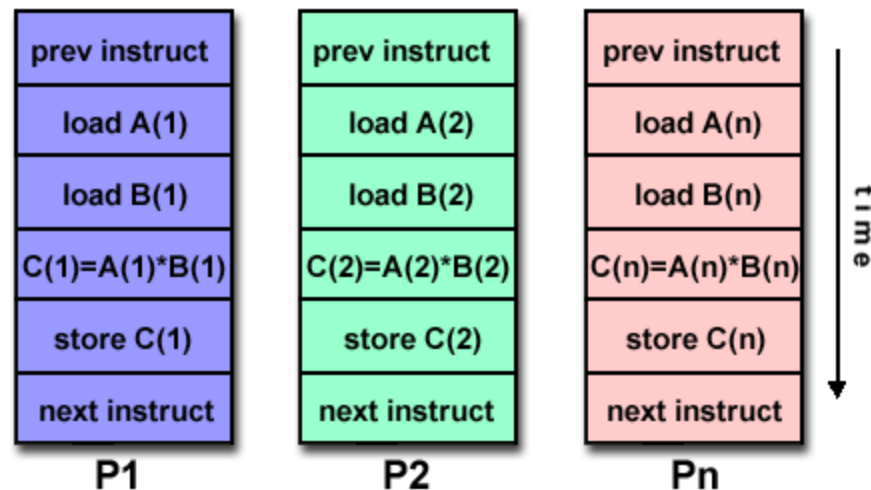 prev instruct
load A(1)
load B(1)
C(1)=A(1)*B(1)
store C(1)
next instruct
P1
prev instruct
load A(2)
load B(2)
C(2)=A(2)*B(2)
store C(2)
next instruct
P2
prev instruct
load A(n)
load B(n)
C(n)=A(n)*B(n)
store C(n)
next instruct
Pn
time